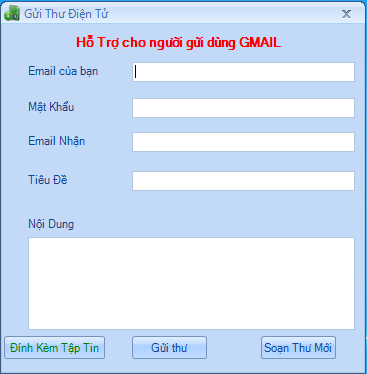 Gửi Thư Điện Tử
Hỗ Trợ cho người gửi dùng GMAIL
Email của bạn
Mật Khẩu
Email Nhận
Tiêu Đề
Nội Dung
Đính Kèm Tập Tin
Gửi thư
Soạn Thư Mới